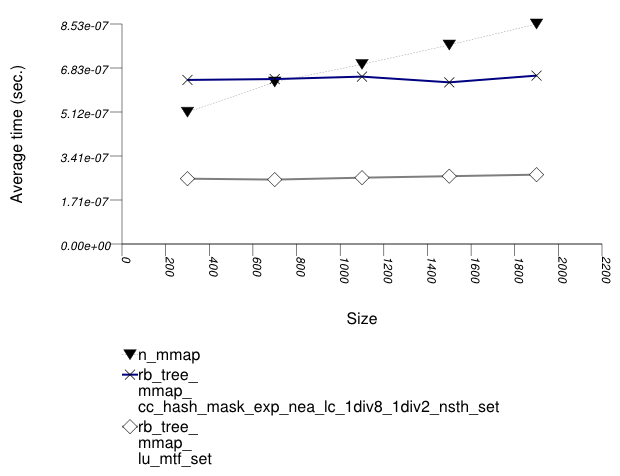 Average time (sec.)
8.53e-07
6.83e-07
5.12e-07
3.41e-07
1.71e-07
0.00e+00
0
200
400
600
800
1000
1200
1400
1600
1800
2000
2200
Size
n_mmap
rb_tree_
mmap_
cc_hash_mask_exp_nea_lc_1div8_1div2_nsth_set
rb_tree_
mmap_
lu_mtf_set